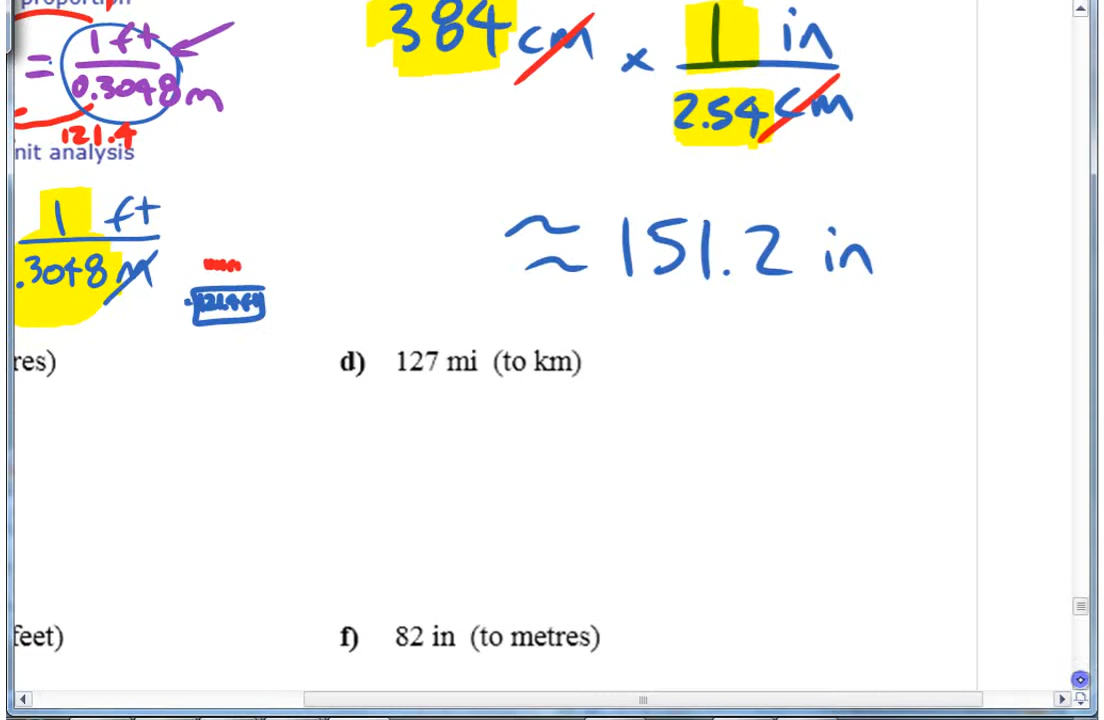 proportion
= 1 ft
0.3048 m
121.4
nit analysis
384 cm × 1 in
2.54 cm
1 ft
.3048 m
≈ 151.2 in
res)
d) 127 mi (to km)
feet)
f) 82 in (to metres)